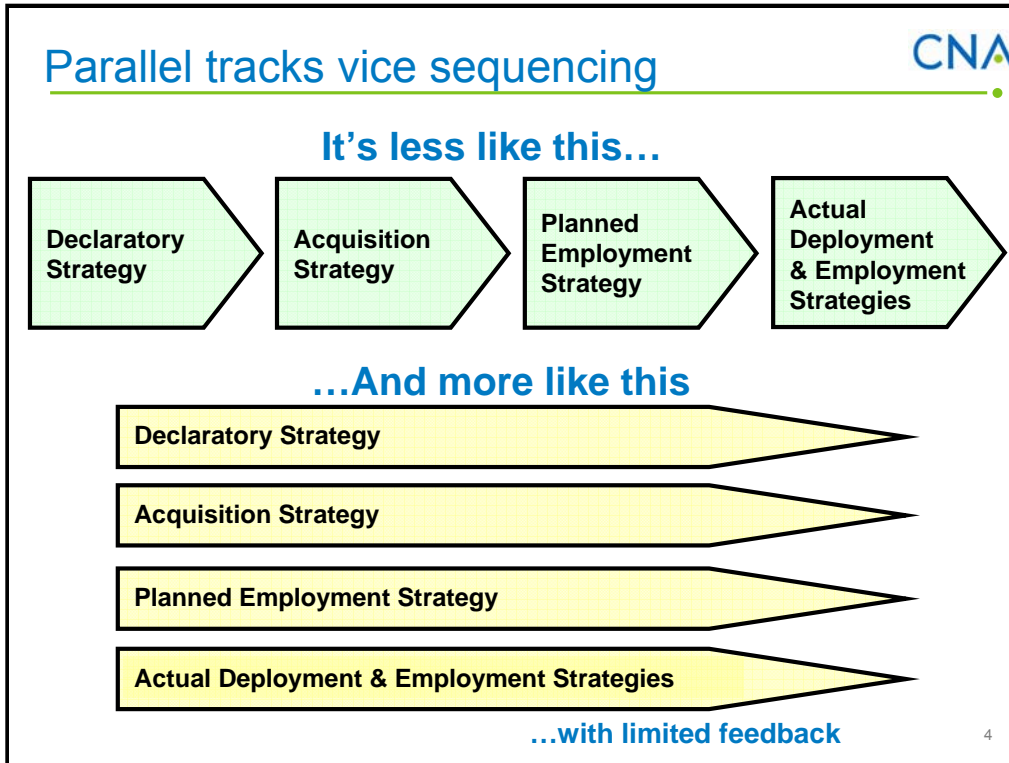 Parallel tracks vice sequencing
CNA
It's less like this…
Declaratory
Strategy
Acquisition
Strategy
Planned
Employment
Strategy
Actual
Deployment
& Employment
Strategies
…And more like this
Declaratory Strategy
Acquisition Strategy
Planned Employment Strategy
Actual Deployment & Employment Strategies
…with limited feedback
4